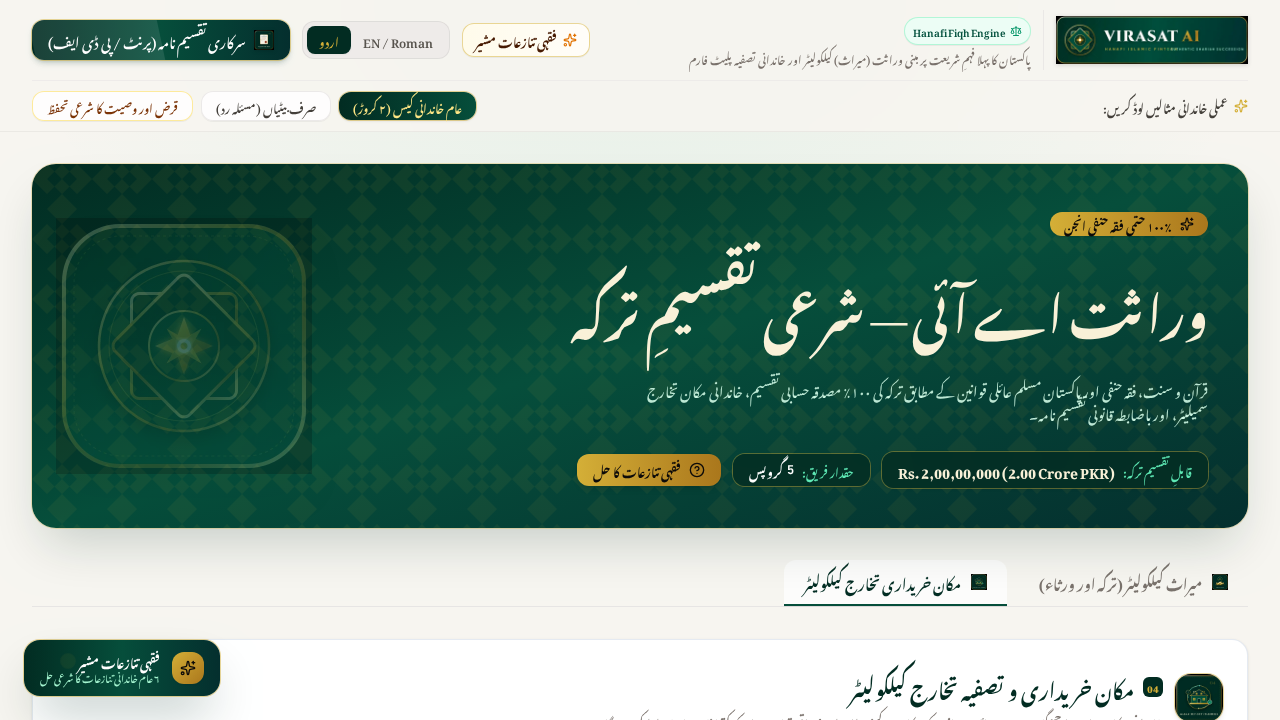 VIRASAT AI
Hanafi Fiqh Engine
پاکستان کا پہلا فہمِ شریعت پر مبنی وراثت (میراث) کیلکولیٹر اور خاندانی تصفیہ پلیٹ فارم
فقہی تنازعات مشیر
EN / Roman
اردو
سرکاری تقسیم نامہ (پرنٹ / پی ڈی ایف)
عملی خاندانی مثالیں لوڈ کریں:
عام خاندانی کیس (۲ کروڑ)
صرف بیٹیاں (مسئلہ رد)
قرض اور وصیت کا شرعی تحفظ
۱۰۰٪ حتمی فقہ حنفی انجن
وراثت اے آئی — شرعی تقسیمِ ترکہ
قرآن و سنت، فقہ حنفی اور پاکستان مسلم عائلی قوانین کے مطابق ترکہ کی ۱۰۰٪ مصدقہ حسابی تقسیم، خاندانی مکان تخارج
سمیلیٹر، اور باضابطہ قانونی تقسیم نامہ۔
قابلِ تقسیم ترکہ: Rs. 2,00,00,000 (2.00 Crore PKR)
حقدار فریق: 5 گروپس
فقہی تنازعات کا حل
میراث کیلکولیٹر (ترکہ اور ورثاء)
مکان خریداری تخارج کیلکولیٹر
04
مکان خریداری و تصفیہ تخارج کیلکولیٹر
فقہی تنازعات مشیر
٦ عام خاندانی تنازعات کا شرعی حل